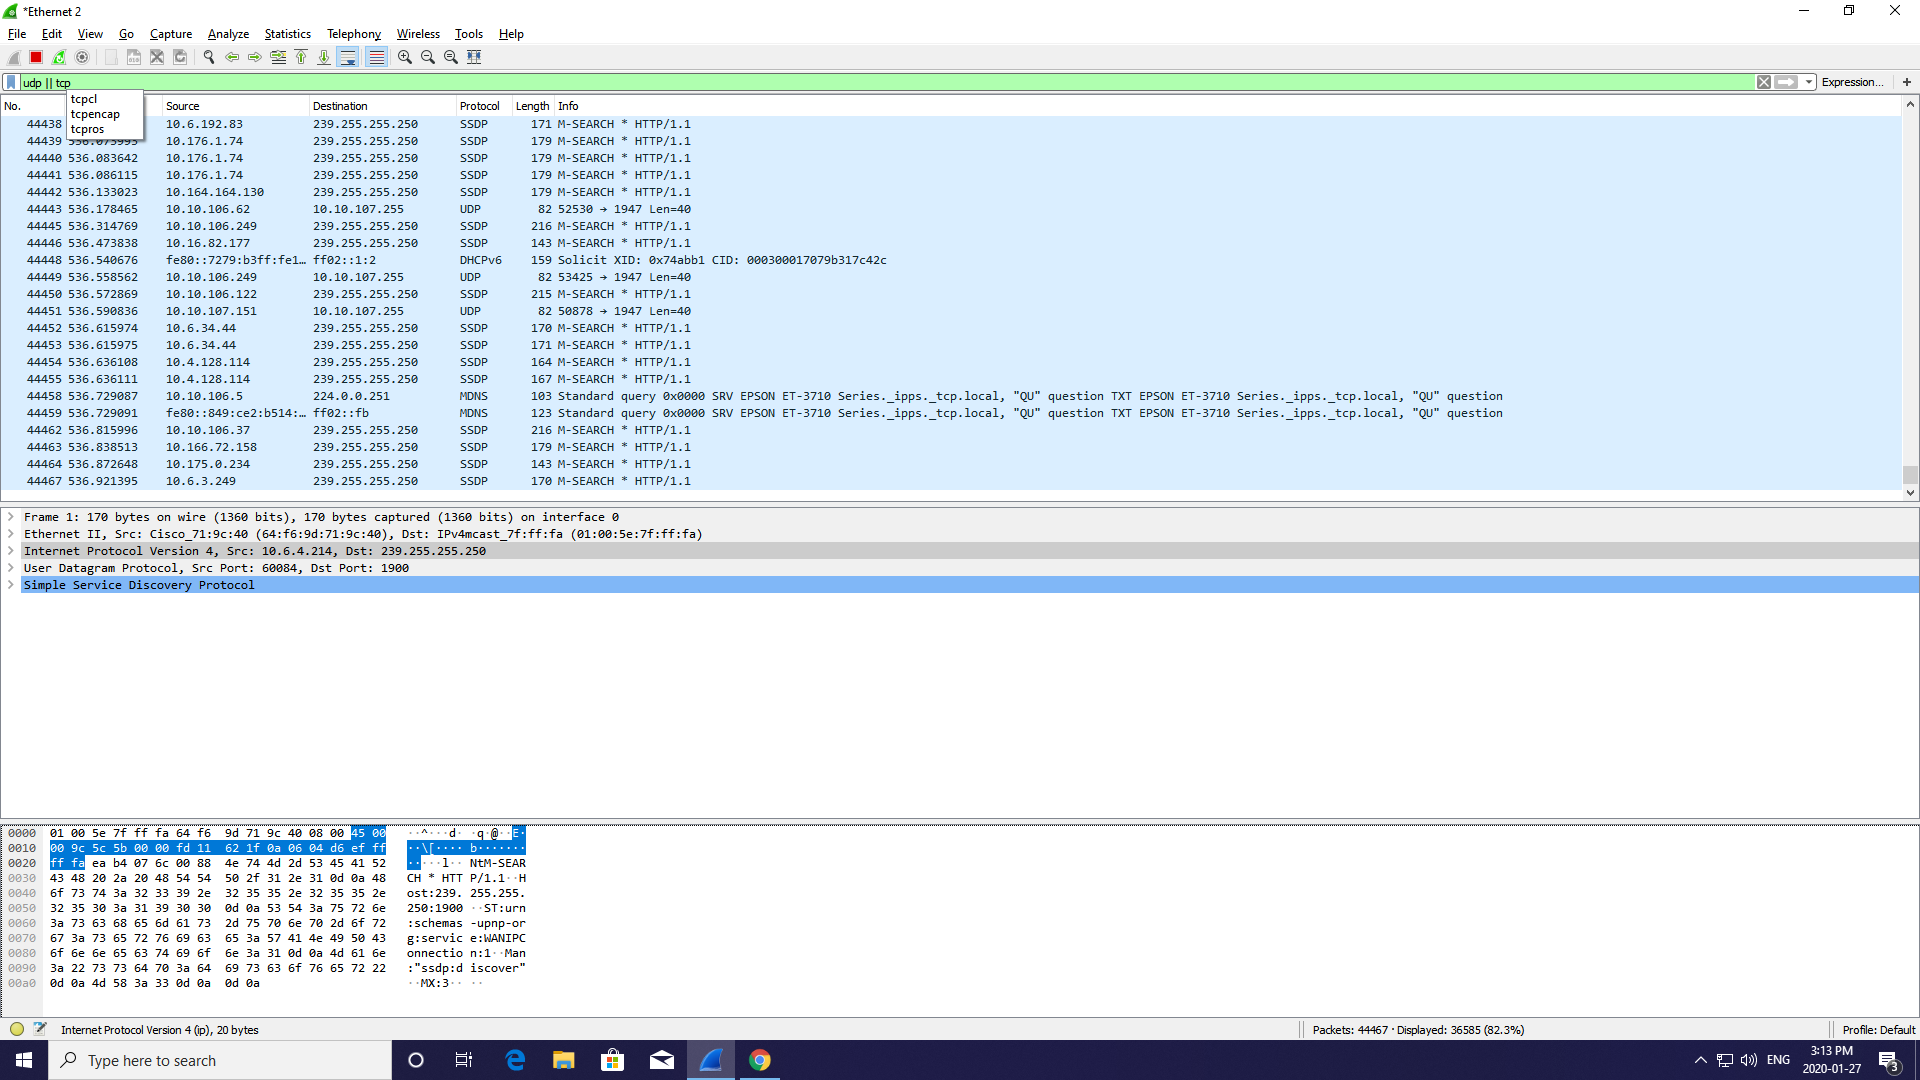 *Ethernet 2
File Edit View Go Capture Analyze Statistics Telephony Wireless Tools Help
udp || tcp Expression... +
tcpcl
tcpencap
tcpros
No. Source Destination Protocol Length Info
44438 10.6.192.83 239.255.255.250 SSDP 171 M-SEARCH * HTTP/1.1
44439 536.075995 10.176.1.74 239.255.255.250 SSDP 179 M-SEARCH * HTTP/1.1
44440 536.083642 10.176.1.74 239.255.255.250 SSDP 179 M-SEARCH * HTTP/1.1
44441 536.086115 10.176.1.74 239.255.255.250 SSDP 179 M-SEARCH * HTTP/1.1
44442 536.133023 10.164.164.130 239.255.255.250 SSDP 179 M-SEARCH * HTTP/1.1
44443 536.178465 10.10.106.62 10.10.107.255 UDP 82 52530 → 1947 Len=40
44445 536.314769 10.10.106.249 239.255.255.250 SSDP 216 M-SEARCH * HTTP/1.1
44446 536.473838 10.16.82.177 239.255.255.250 SSDP 143 M-SEARCH * HTTP/1.1
44448 536.540676 fe80::7279:b3ff:fe1… ff02::1:2 DHCPv6 159 Solicit XID: 0x74abb1 CID: 000300017079b317c42c
44449 536.558562 10.10.106.249 10.10.107.255 UDP 82 53425 → 1947 Len=40
44450 536.572869 10.10.106.122 239.255.255.250 SSDP 215 M-SEARCH * HTTP/1.1
44451 536.590836 10.10.107.151 10.10.107.255 UDP 82 50878 → 1947 Len=40
44452 536.615974 10.6.34.44 239.255.255.250 SSDP 170 M-SEARCH * HTTP/1.1
44453 536.615975 10.6.34.44 239.255.255.250 SSDP 171 M-SEARCH * HTTP/1.1
44454 536.636108 10.4.128.114 239.255.255.250 SSDP 164 M-SEARCH * HTTP/1.1
44455 536.636111 10.4.128.114 239.255.255.250 SSDP 167 M-SEARCH * HTTP/1.1
44458 536.729087 10.10.106.5 224.0.0.251 MDNS 103 Standard query 0x0000 SRV EPSON ET-3710 Series._ipps._tcp.local, "QU" question TXT EPSON ET-3710 Series._ipps._tcp.local, "QU" question
44459 536.729091 fe80::849:ce2:b514:… ff02::fb MDNS 123 Standard query 0x0000 SRV EPSON ET-3710 Series._ipps._tcp.local, "QU" question TXT EPSON ET-3710 Series._ipps._tcp.local, "QU" question
44462 536.815996 10.10.106.37 239.255.255.250 SSDP 216 M-SEARCH * HTTP/1.1
44463 536.838513 10.166.72.158 239.255.255.250 SSDP 179 M-SEARCH * HTTP/1.1
44464 536.872648 10.175.0.234 239.255.255.250 SSDP 143 M-SEARCH * HTTP/1.1
44467 536.921395 10.6.3.249 239.255.255.250 SSDP 170 M-SEARCH * HTTP/1.1
Frame 1: 170 bytes on wire (1360 bits), 170 bytes captured (1360 bits) on interface 0
Ethernet II, Src: Cisco_71:9c:40 (64:f6:9d:71:9c:40), Dst: IPv4mcast_7f:ff:fa (01:00:5e:7f:ff:fa)
Internet Protocol Version 4, Src: 10.6.4.214, Dst: 239.255.255.250
User Datagram Protocol, Src Port: 60084, Dst Port: 1900
Simple Service Discovery Protocol
0000 01 00 5e 7f ff fa 64 f6 9d 71 9c 40 08 00 45 00 ··^···d· ·q·@··E·
0010 00 9c 5c 5b 00 00 fd 11 62 1f 0a 06 04 d6 ef ff ··\[···· b·······
0020 ff fa ea b4 07 6c 00 88 4e 74 4d 2d 53 45 41 52 ·····l·· NtM-SEAR
0030 43 48 20 2a 20 48 54 54 50 2f 31 2e 31 0d 0a 48 CH * HTT P/1.1··H
0040 6f 73 74 3a 32 33 39 2e 32 35 35 2e 32 35 35 2e ost:239. 255.255.
0050 32 35 30 3a 31 39 30 30 0d 0a 53 54 3a 75 72 6e 250:1900 ··ST:urn
0060 3a 73 63 68 65 6d 61 73 2d 75 70 6e 70 2d 6f 72 :schemas -upnp-or
0070 67 3a 73 65 72 76 69 63 65 3a 57 41 4e 49 50 43 g:servic e:WANIPC
0080 6f 6e 6e 65 63 74 69 6f 6e 3a 31 0d 0a 4d 61 6e onnectio n:1··Man
0090 3a 22 73 73 64 70 3a 64 69 73 63 6f 76 65 72 22 :"ssdp:d iscover"
00a0 0d 0a 4d 58 3a 33 0d 0a 0d 0a ··MX:3·· ··
Internet Protocol Version 4 (ip), 20 bytes Packets: 44467 · Displayed: 36585 (82.3%) Profile: Default
Type here to search ENG 3:13 PM
2020-01-27 3